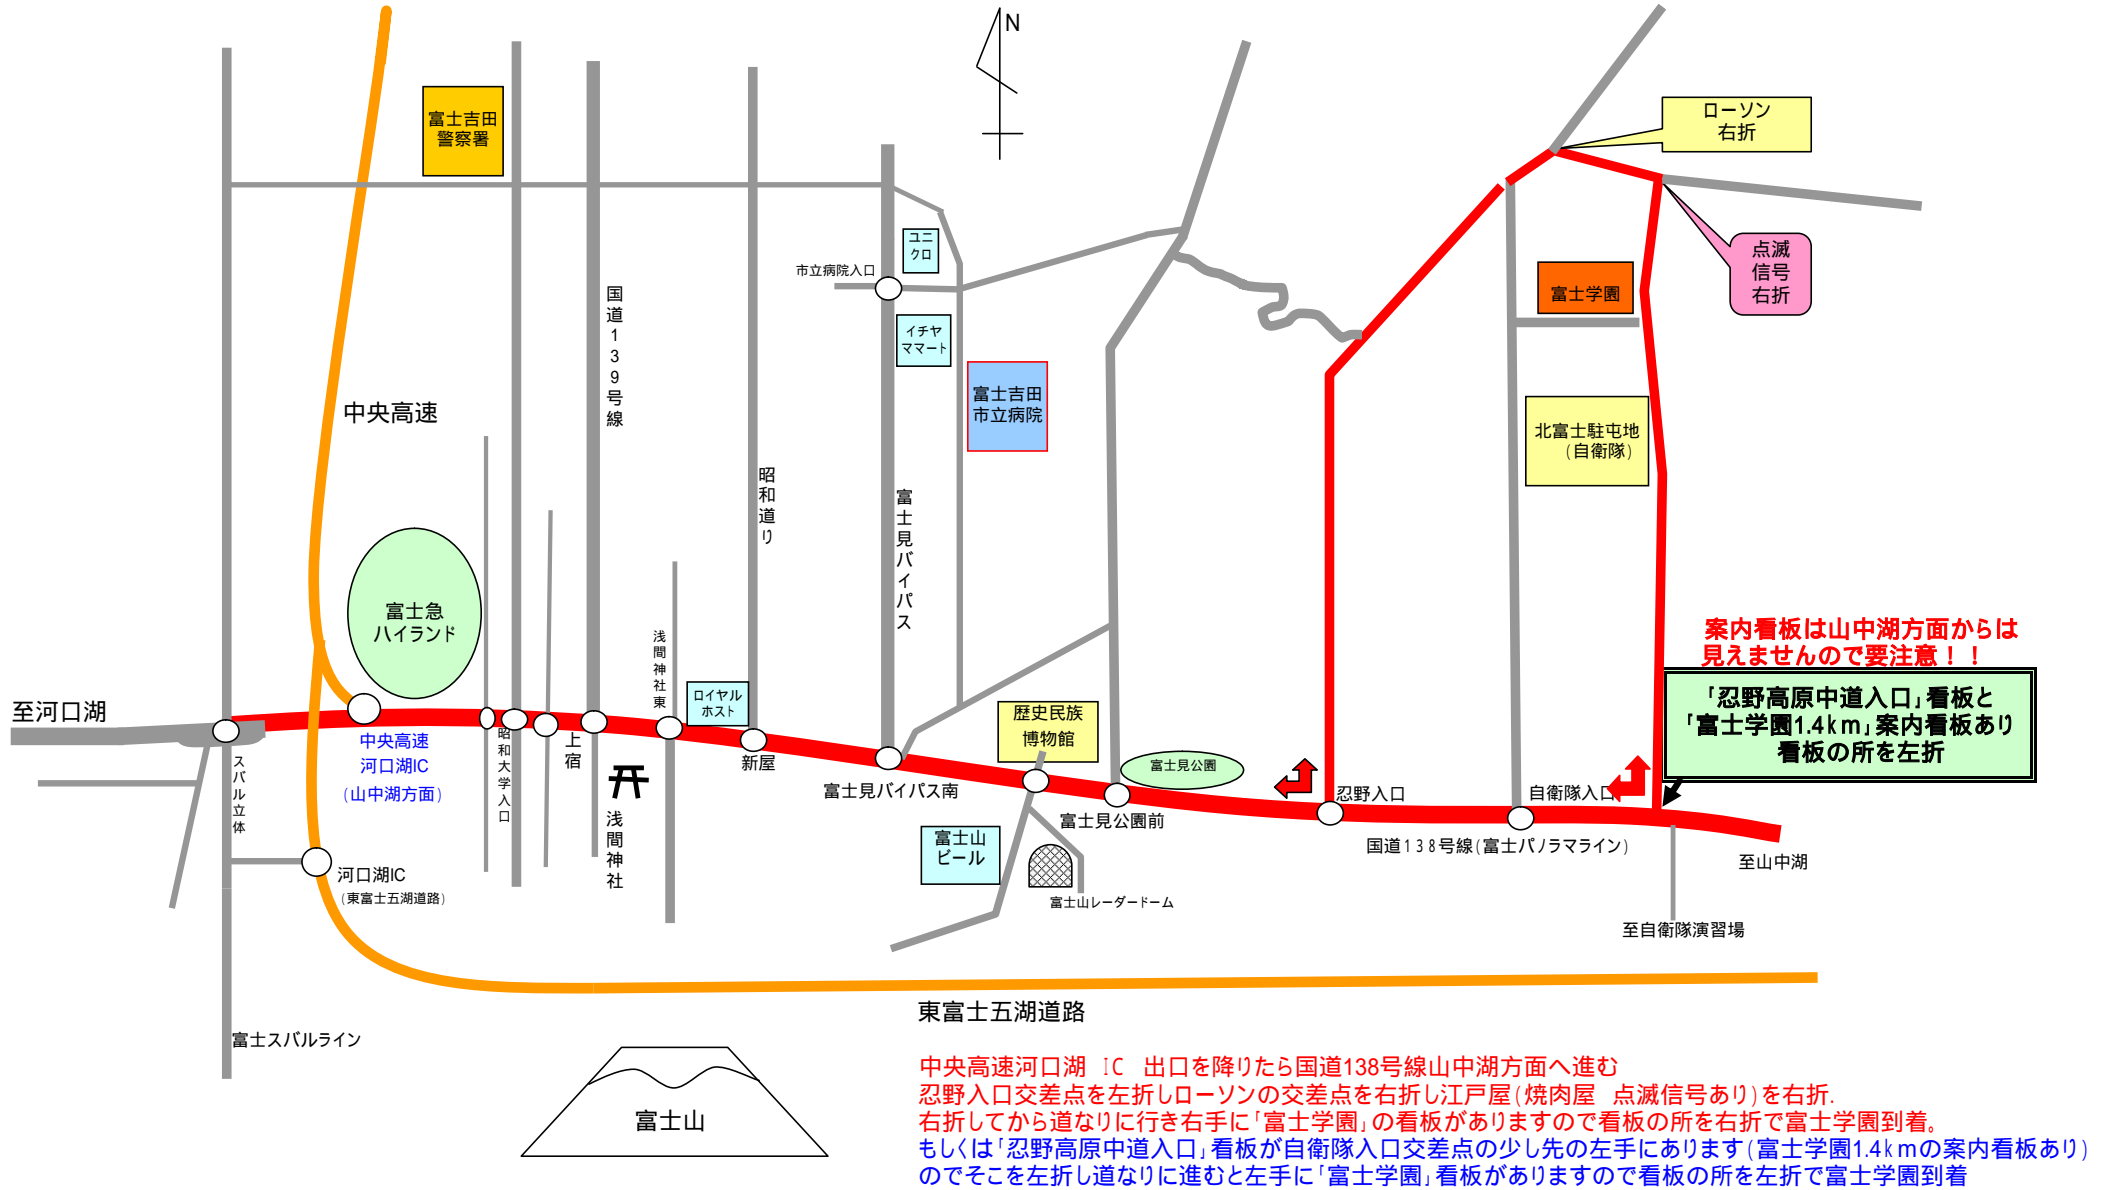 N
富士吉田
警察署
ローソン
右折
点滅
信号
右折
ユニ
クロ
市立病院入口
イチヤ
ママート
富士吉田
市立病院
富士学園
北富士駐屯地
(自衛隊)
国道139号線
中央高速
昭和道り
富士見バイパス
富士急
ハイランド
浅間神社東
ロイヤル
ホスト
案内看板は山中湖方面からは
見えませんので要注意!!
「忍野高原中道入口」看板と
「富士学園1.4km」案内看板あり
看板の所を左折
至河口湖
中央高速
河口湖IC
(山中湖方面)
スバル立体
昭和大学入口
上宿
浅間神社
新屋
富士見バイパス南
歴史民族
博物館
富士見公園
富士見公園前
忍野入口
自衛隊入口
国道138号線(富士パノラマライン)
至山中湖
富士山
ビール
富士山レーダードーム
至自衛隊演習場
河口湖IC
(東富士五湖道路)
東富士五湖道路
富士スバルライン
富士山
中央高速河口湖 IC 出口を降りたら国道138号線山中湖方面へ進む
忍野入口交差点を左折しローソンの交差点を右折し江戸屋(焼肉屋 点滅信号あり)を右折.
右折してから道なりに行き右手に「富士学園」の看板がありますので看板の所を右折で富士学園到着。
もしくは「忍野高原中道入口」看板が自衛隊入口交差点の少し先の左手にあります(富士学園1.4kmの案内看板あり)
のでそこを左折し道なりに進むと左手に「富士学園」看板がありますので看板の所を左折で富士学園到着